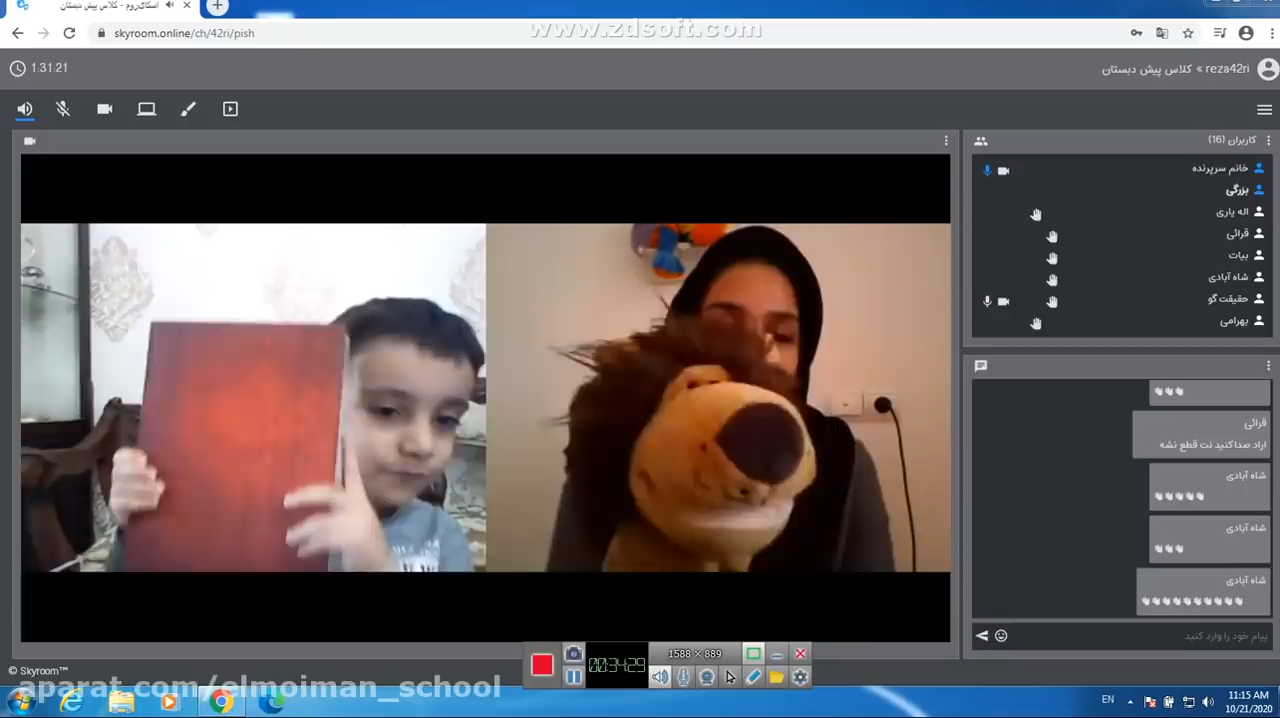 اسکای‌روم - کلاس پیش دبستان
www.zdsoft.com
skyroom.online/ch/42ri/pish
1:31:21
reza42ri » کلاس پیش دبستان
کاربران (16)
خانم سرپرنده
بزرگی
اله یاری
قرائی
بیات
شاه آبادی
حقیقت گو
بهرامی
قرائی
اراد صدا کنید نت قطع نشه
شاه آبادی
شاه آبادی
شاه آبادی
پیام خود را وارد کنید
© Skyroom™
1588 × 889
00:34:29
aparat.com/elmoiman_school
EN
11:15 AM
10/21/2020